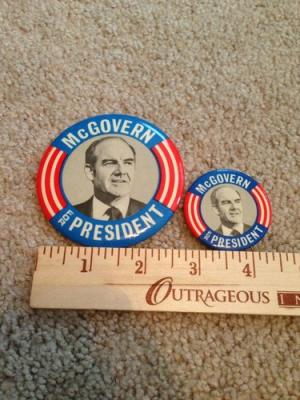 McGOVERN
FOR
PRESIDENT
McGOVERN
FOR
PRESIDENT
1 2 3 4
OUTRAGEOUS